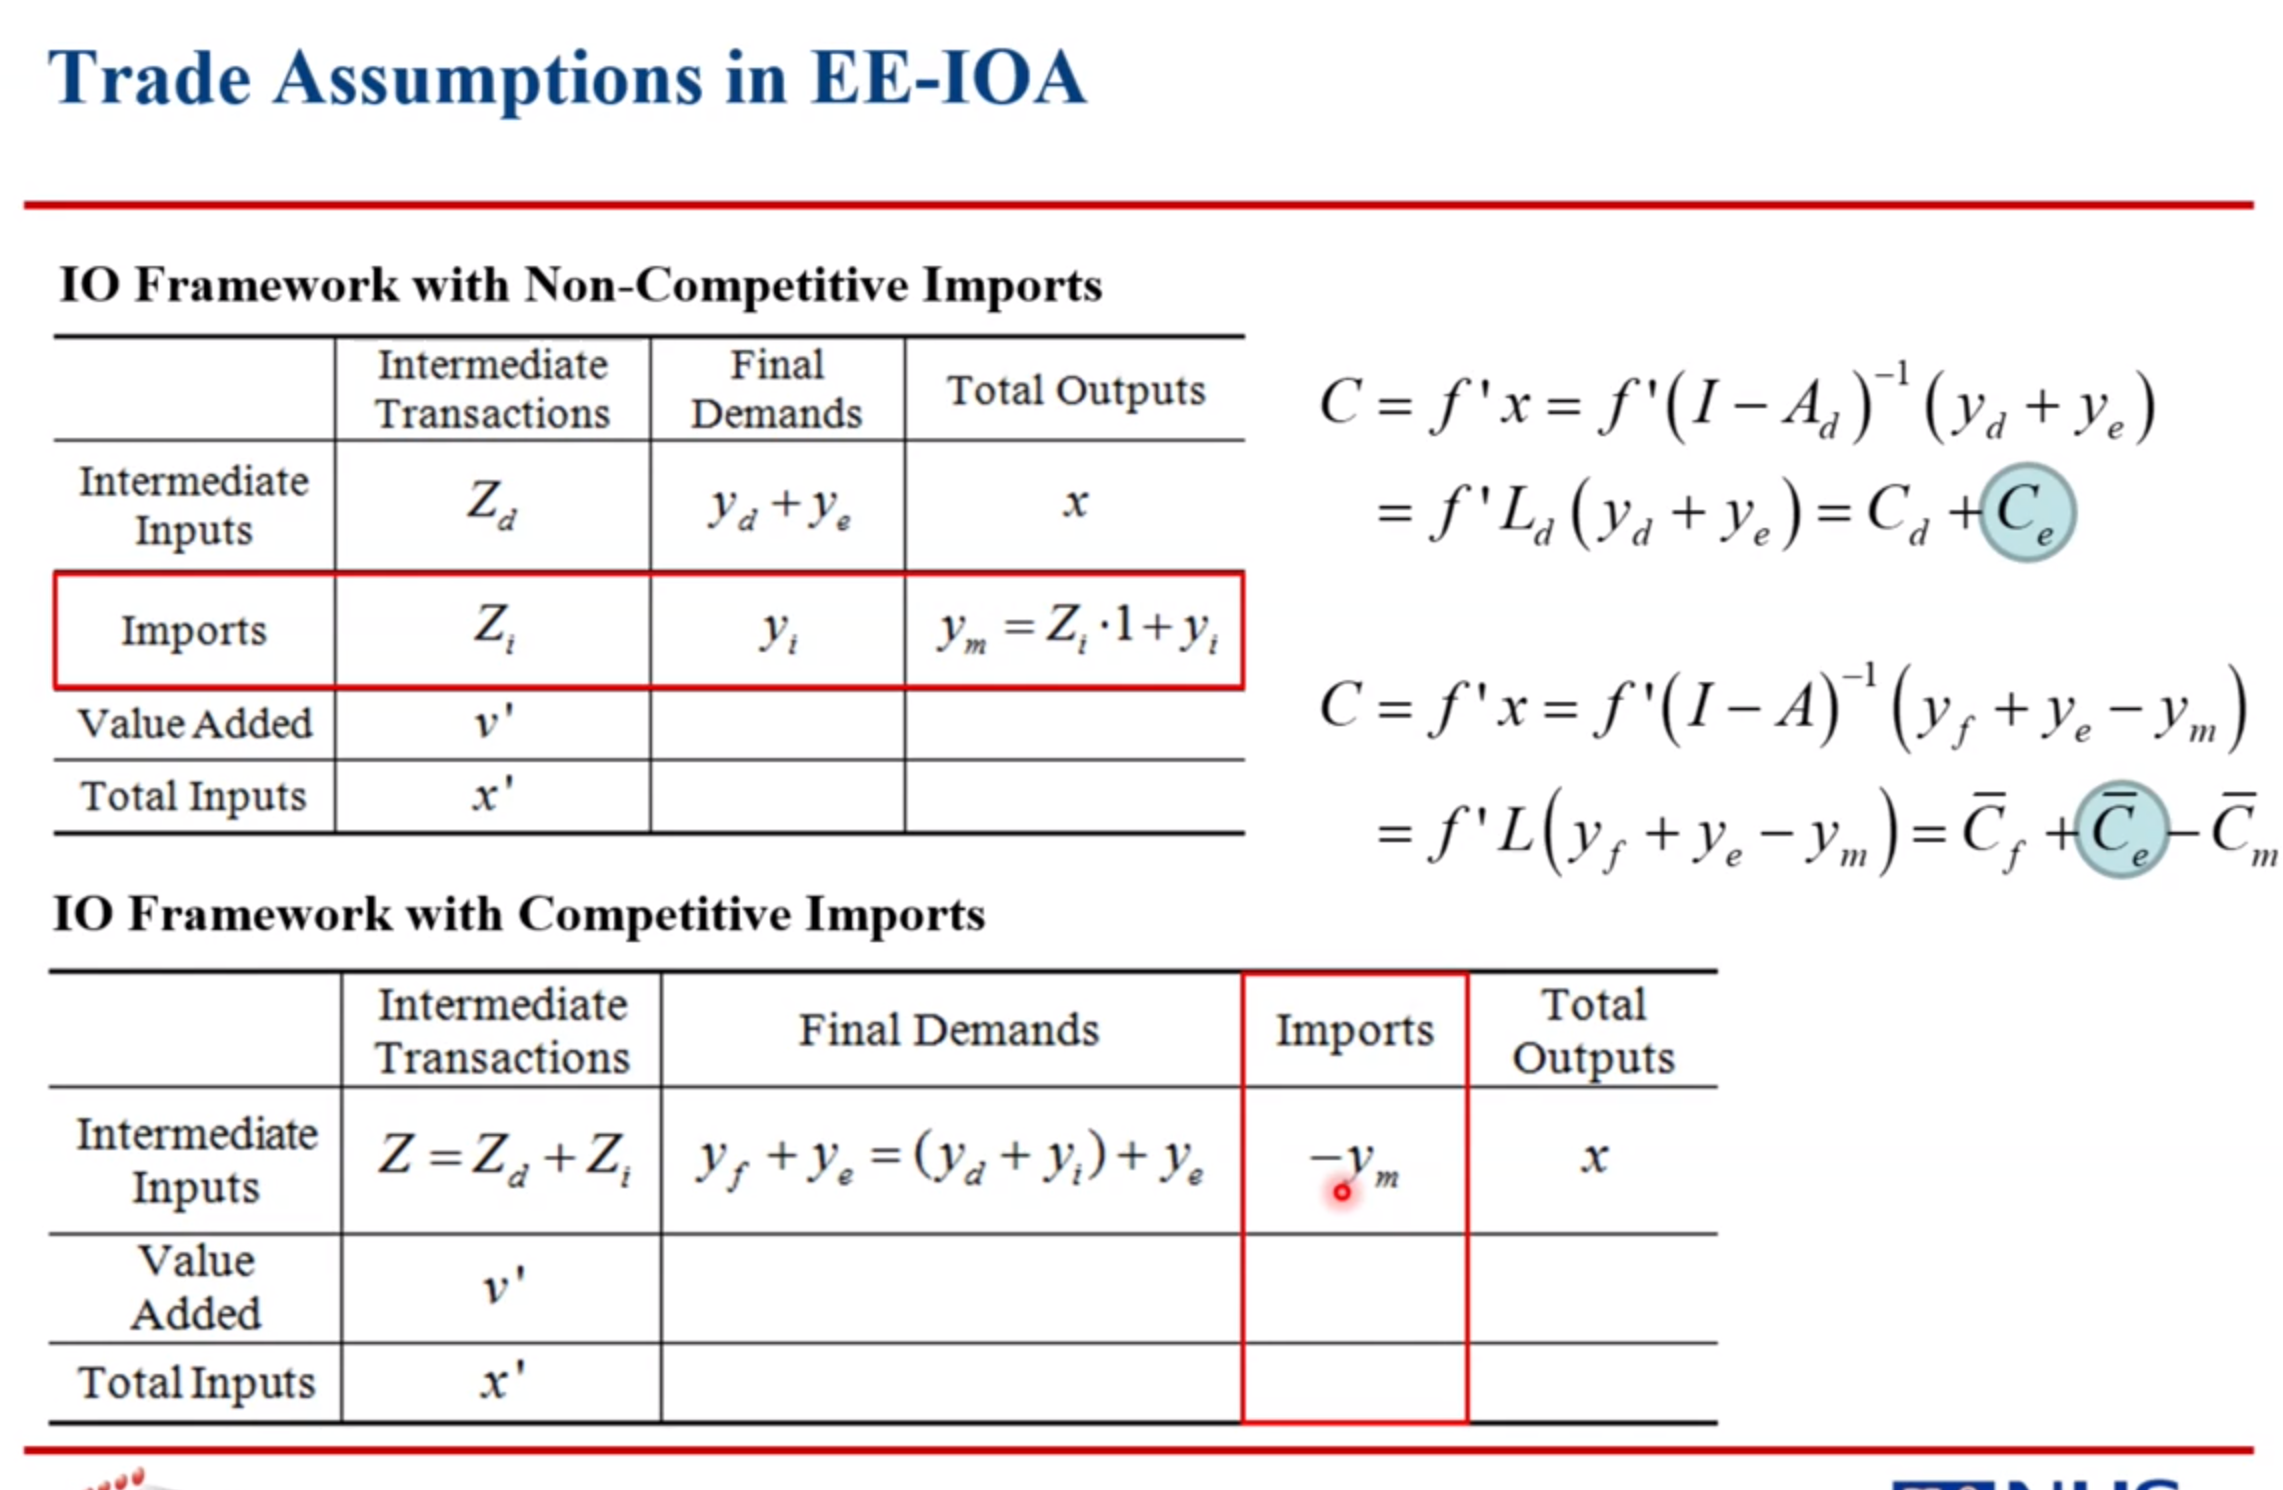 Trade Assumptions in EE-IOA
IO Framework with Non-Competitive Imports
Intermediate Transactions | Final Demands | Total Outputs
Intermediate Inputs | Z_d | y_d + y_e | x
Imports | Z_i | y_i | y_m = Z_i ·1 + y_i
Value Added | v'
Total Inputs | x'
C = f'x = f'(I − A_d)^{−1} (y_d + y_e)
= f'L_d (y_d + y_e) = C_d + C_e
C = f'x = f'(I − A)^{−1} (y_f + y_e − y_m)
= f'L(y_f + y_e − y_m) = C̄_f + C̄_e − C̄_m
IO Framework with Competitive Imports
Intermediate Transactions | Final Demands | Imports | Total Outputs
Intermediate Inputs | Z = Z_d + Z_i | y_f + y_e = (y_d + y_i) + y_e | −y_m | x
Value Added | v'
Total Inputs | x'